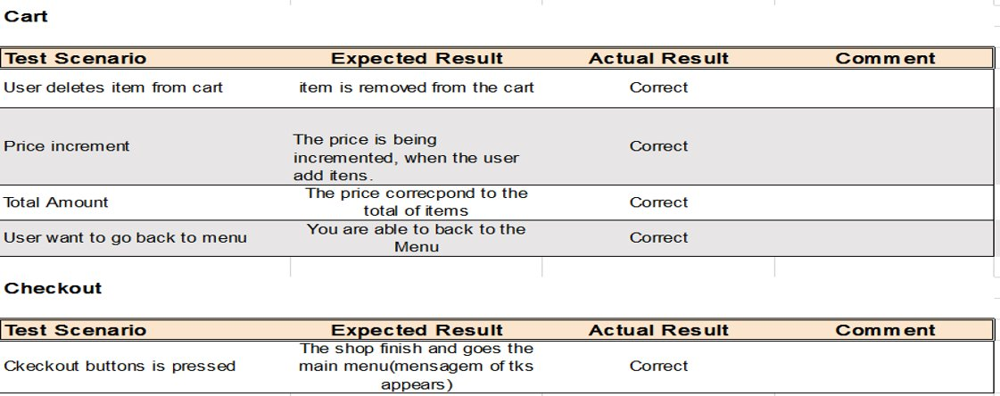 Cart
Test Scenario Expected Result Actual Result Comment
User deletes item from cart item is removed from the cart Correct
Price increment The price is being Correct
incremented, when the user
add itens.
Total Amount The price correcpond to the Correct
total of items
User want to go back to menu You are able to back to the Correct
Menu
Checkout
Test Scenario Expected Result Actual Result Comment
Ckeckout buttons is pressed The shop finish and goes the Correct
main menu(mensagem of tks
appears)